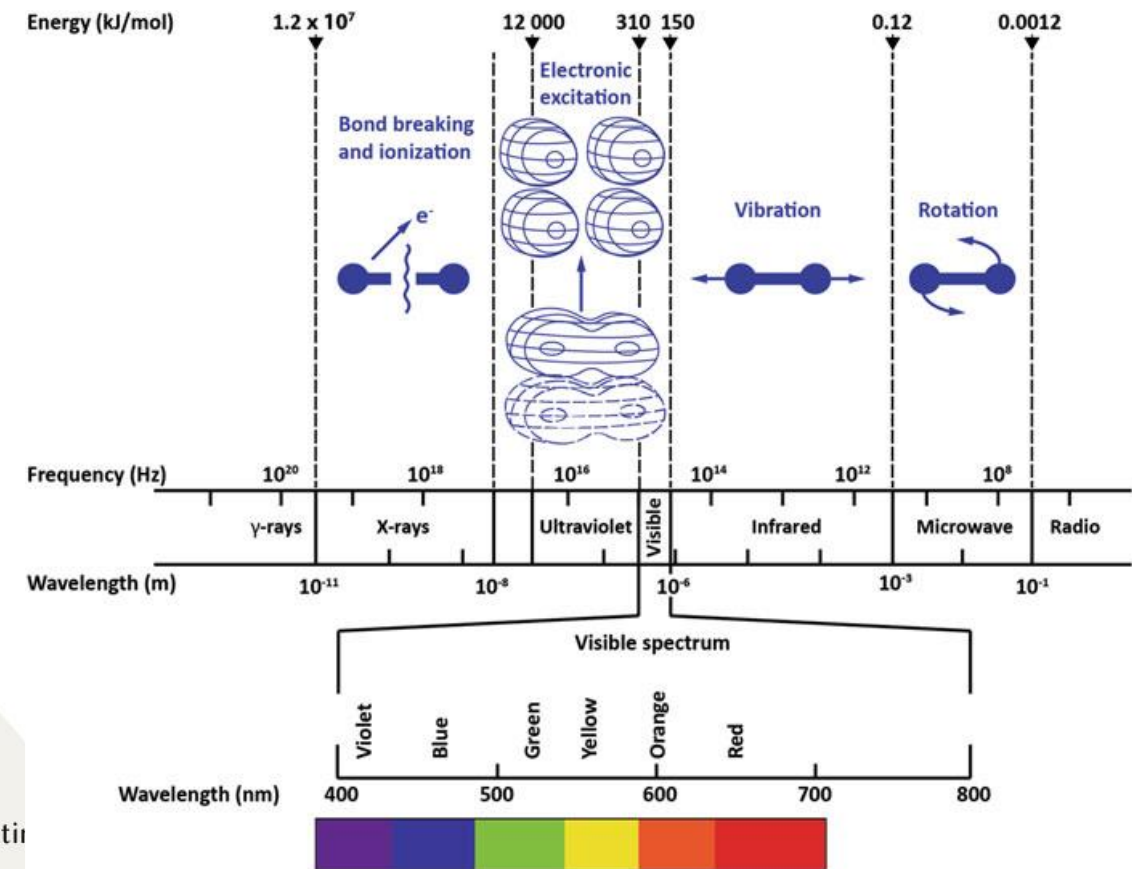 Energy (kJ/mol) 1.2 x 10⁷ 12 000 310 150 0.12 0.0012
Electronic
excitation
Bond breaking
and ionization
e⁻
Vibration
Rotation
Frequency (Hz) 10²⁰ 10¹⁸ 10¹⁶ 10¹⁴ 10¹² 10⁸
γ-rays X-rays Ultraviolet Visible Infrared Microwave Radio
Wavelength (m) 10⁻¹¹ 10⁻⁸ 10⁻⁶ 10⁻³ 10⁻¹
Visible spectrum
Violet Blue Green Yellow Orange Red
Wavelength (nm) 400 500 600 700 800